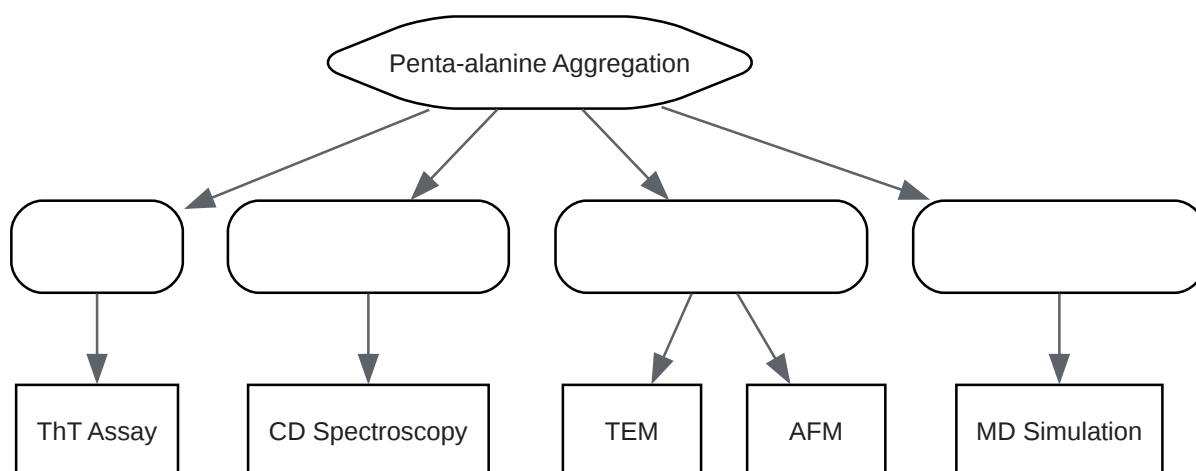 Penta-alanine Aggregation
ThT Assay
CD Spectroscopy
TEM
AFM
MD Simulation